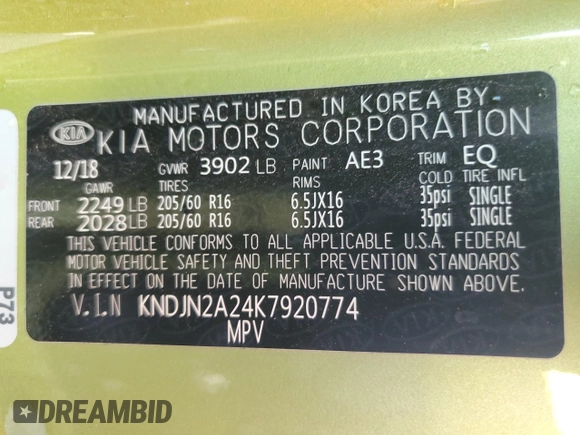 MANUFACTURED IN KOREA BY
KIA KIA MOTORS CORPORATION
12/18 GVWR 3902 LB PAINT AE3 TRIM EQ
GAWR TIRES RIMS COLD TIRE INFL
FRONT 2249 LB 205/60 R16 6.5JX16 35psi SINGLE
REAR 2028 LB 205/60 R16 6.5JX16 35psi SINGLE
THIS VEHICLE CONFORMS TO ALL APPLICABLE U.S.A. FEDERAL
MOTOR VEHICLE SAFETY AND THEFT PREVENTION STANDARDS
IN EFFECT ON THE DATE OF MANUFACTURE SHOWN ABOVE.
V.I.N KNDJN2A24K7920774
MPV
P73
DREAMBID